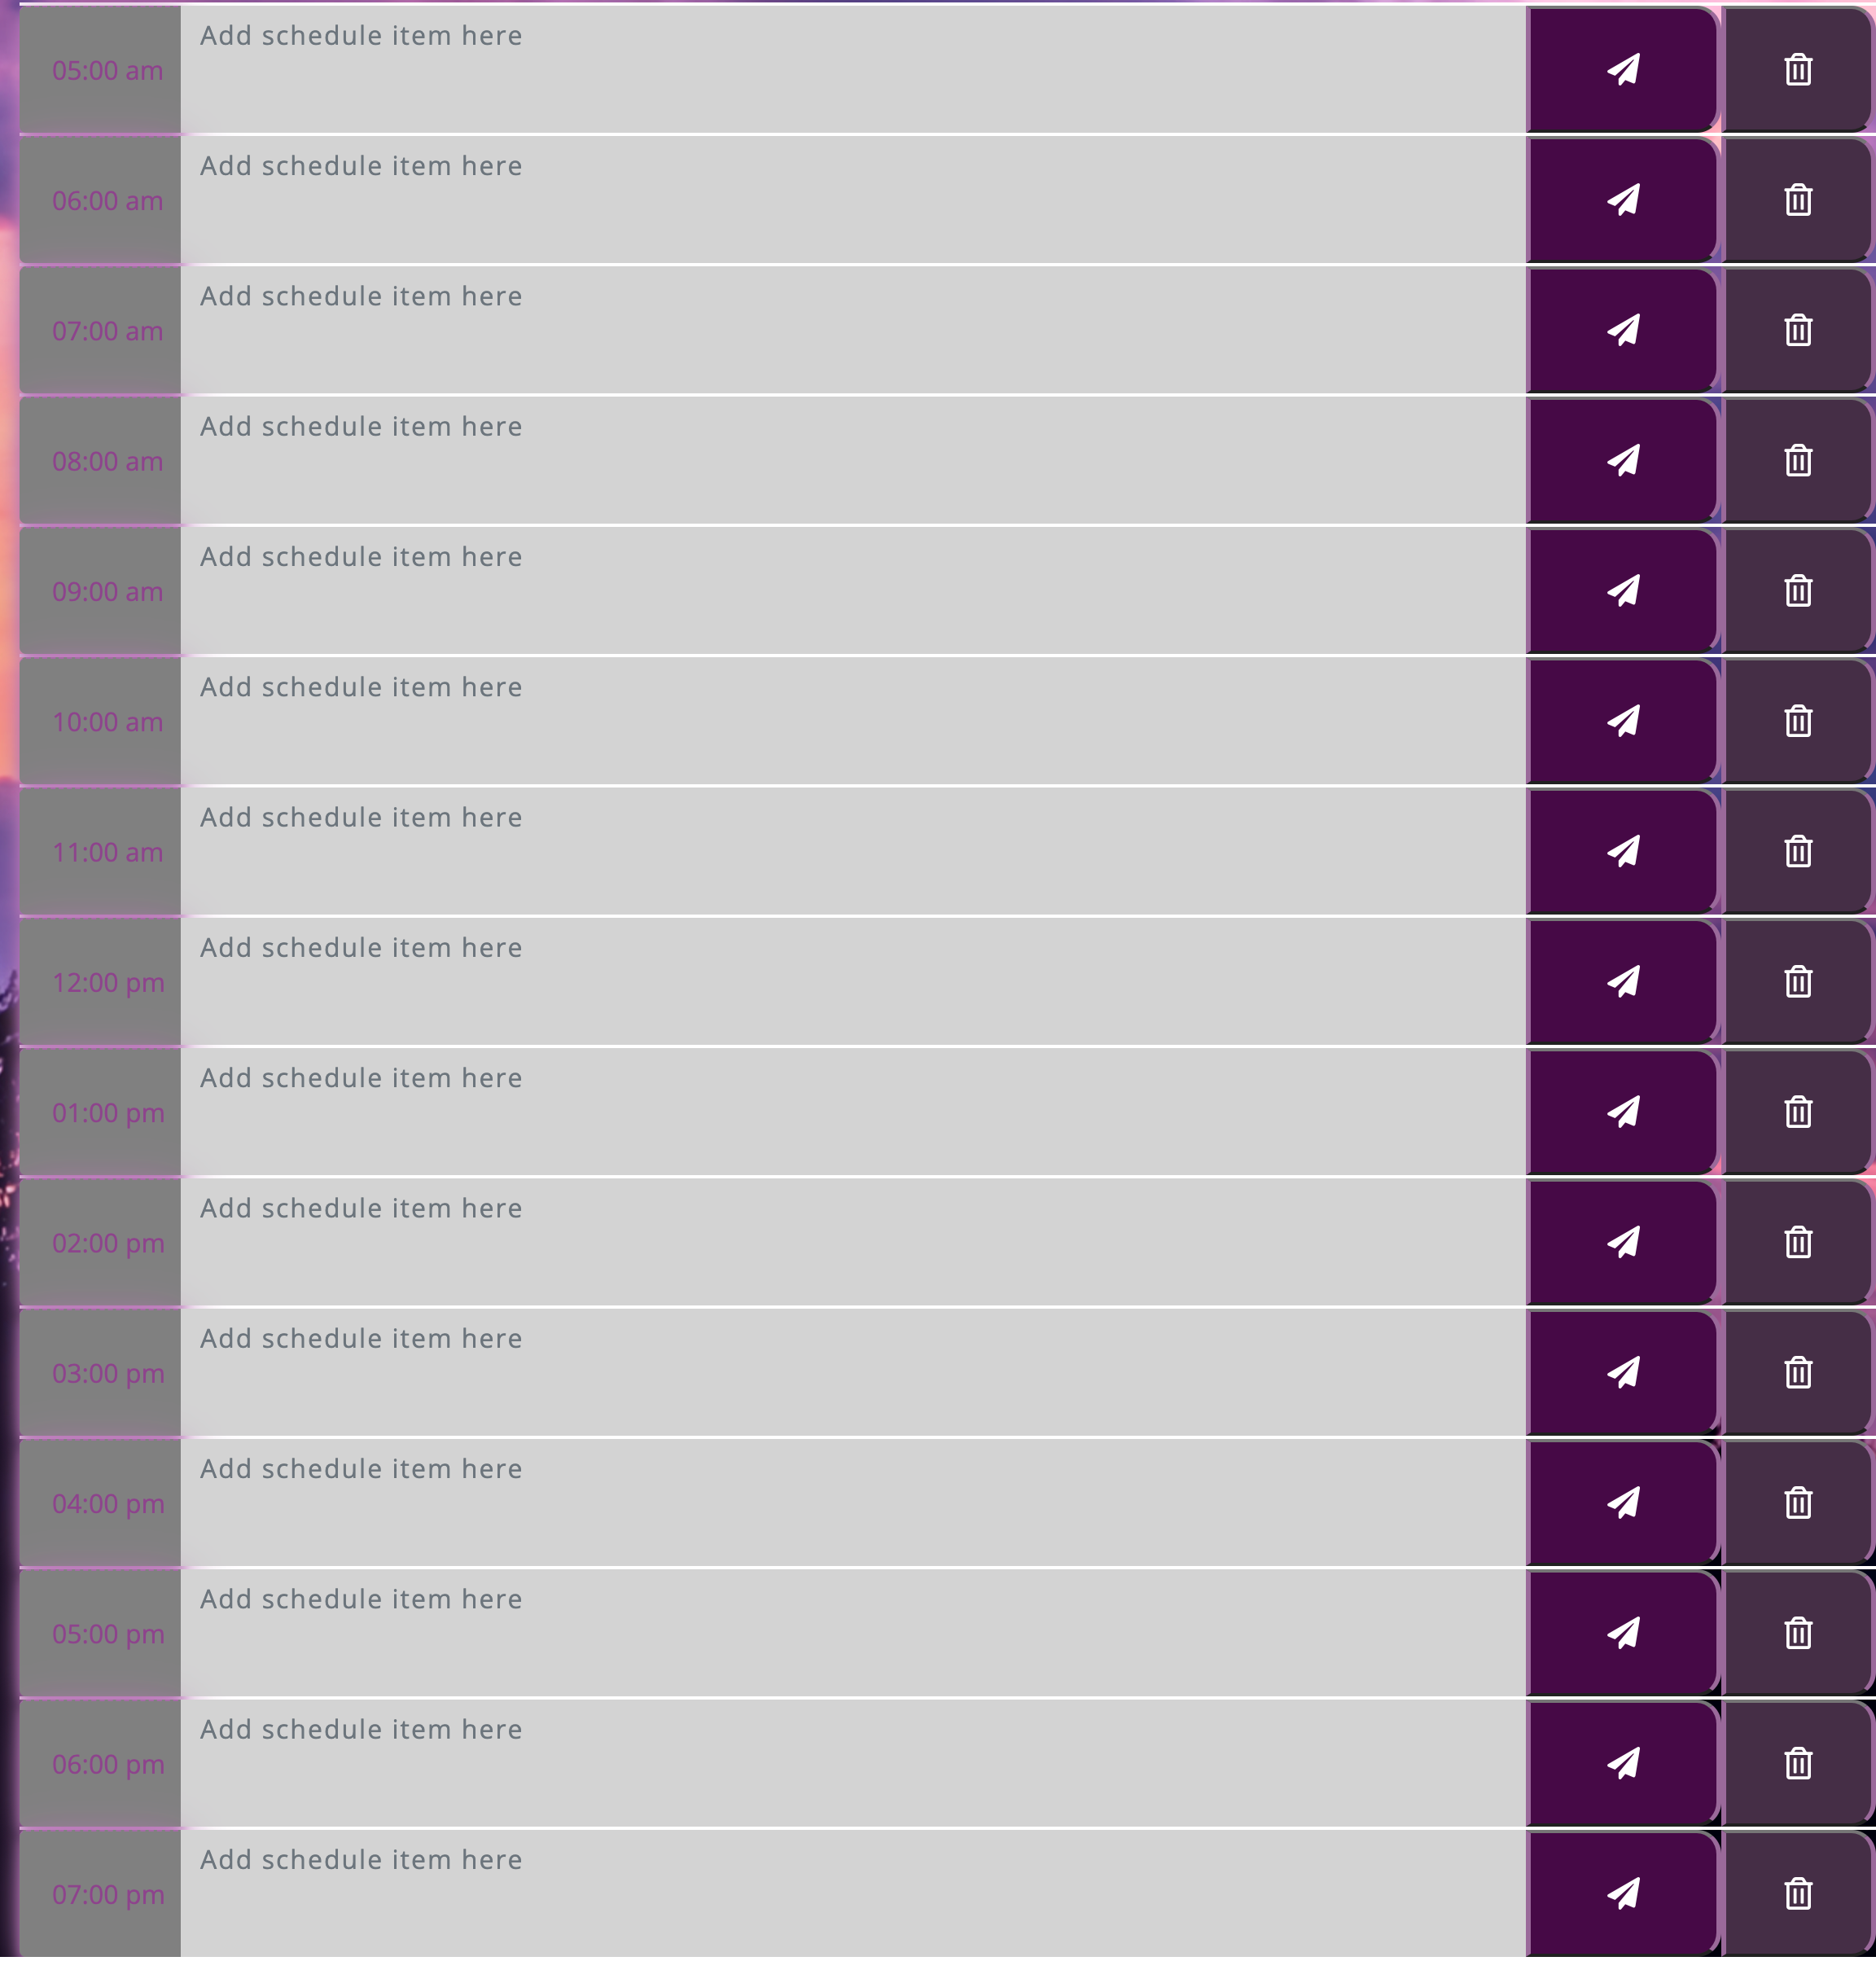 05:00 am Add schedule item here
06:00 am Add schedule item here
07:00 am Add schedule item here
08:00 am Add schedule item here
09:00 am Add schedule item here
10:00 am Add schedule item here
11:00 am Add schedule item here
12:00 pm Add schedule item here
01:00 pm Add schedule item here
02:00 pm Add schedule item here
03:00 pm Add schedule item here
04:00 pm Add schedule item here
05:00 pm Add schedule item here
06:00 pm Add schedule item here
07:00 pm Add schedule item here